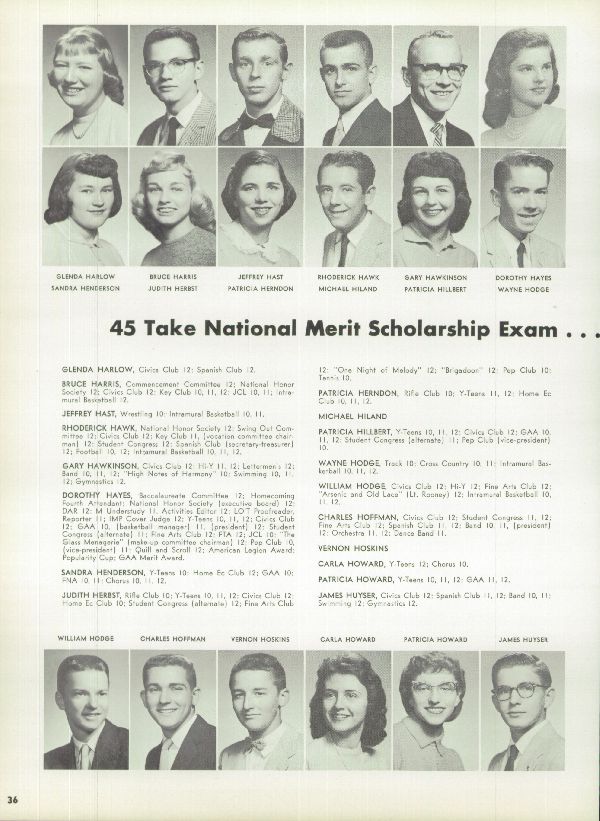 GLENDA HARLOW BRUCE HARRIS JEFFREY HAST RHODERICK HAWK GARY HAWKINSON DOROTHY HAYES
SANDRA HENDERSON JUDITH HERBST PATRICIA HERNDON MICHAEL HILAND PATRICIA HILLBERT WAYNE HODGE
45 Take National Merit Scholarship Exam . . .
GLENDA HARLOW, Civics Club 12; Spanish Club 12.
BRUCE HARRIS, Commencement Committee 12; National Honor
Society 12; Civics Club 12; Key Club 10, 11, 12; JCL 10, 11; Intra-
mural Basketball 12.
JEFFREY HAST, Wrestling 10; Intramural Basketball 10, 11.
RHODERICK HAWK, National Honor Society 12; Swing Out Com-
mittee 12; Civics Club 12; Key Club 11, (vocation committee chair-
man) 12; Student Congress 12; Spanish Club (secretary-treasurer)
12; Football 10, 12; Intramural Basketball 10, 11, 12.
GARY HAWKINSON, Civics Club 12; Hi-Y 11, 12; Lettermen's 12;
Band 10, 11, 12; "High Notes of Harmony" 10; Swimming 10, 11,
12; Gymnastics 12.
DOROTHY HAYES, Baccalaureate Committee 12; Homecoming
Fourth Attendant; National Honor Society (executive board) 12;
DAR 12; M Understudy 11, Activities Editor 12; LOT Proofreader,
Reporter 11; IMP Cover Judge 12; Y-Teens 10, 11, 12; Civics Club
12; GAA 10, (basketball manager) 11, (president) 12; Student
Congress (alternate) 11; Fine Arts Club 12; FTA 12; JCL 10; "The
Glass Menagerie" (make-up committee chairman) 12; Pep Club 10,
(vice-president) 11; Quill and Scroll 12; American Legion Award;
Popularity Cup; GAA Merit Award.
SANDRA HENDERSON, Y-Teens 10; Home Ec Club 12; GAA 10;
FNA 10, 11; Chorus 10, 11, 12.
JUDITH HERBST, Rifle Club 10; Y-Teens 10, 11, 12; Civics Club 12;
Home Ec Club 10; Student Congress (alternate) 12; Fine Arts Club
12; "One Night of Melody" 12; "Brigadoon" 12; Pep Club 10;
Tennis 10.
PATRICIA HERNDON, Rifle Club 10; Y-Teens 11, 12; Home Ec
Club 10, 11, 12.
MICHAEL HILAND
PATRICIA HILLBERT, Y-Teens 10, 11, 12; Civics Club 12; GAA 10,
11, 12; Student Congress (alternate) 11; Pep Club (vice-president)
10.
WAYNE HODGE, Track 10; Cross Country 10, 11; Intramural Bas-
ketball 10, 11, 12.
WILLIAM HODGE, Civics Club 12; Hi-Y 12; Fine Arts Club 12;
"Arsenic and Old Lace" (Lt. Rooney) 12; Intramural Basketball 10,
11, 12.
CHARLES HOFFMAN, Civics Club 12; Student Congress 11, 12;
Fine Arts Club 12; Spanish Club 11, 12; Band 10, 11, (president)
12; Orchestra 11, 12; Dance Band 11.
VERNON HOSKINS
CARLA HOWARD, Y-Teens 12; Chorus 10.
PATRICIA HOWARD, Y-Teens 10, 11, 12; GAA 11, 12.
JAMES HUYSER, Civics Club 12; Spanish Club 11, 12; Band 10, 11;
Swimming 12; Gymnastics 12.
WILLIAM HODGE CHARLES HOFFMAN VERNON HOSKINS CARLA HOWARD PATRICIA HOWARD JAMES HUYSER
36